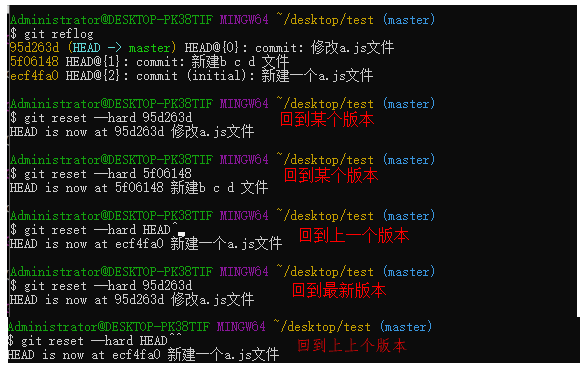 Administrator@DESKTOP-PK38TIF MINGW64 ~/desktop/test (master)
$ git reflog
95d263d (HEAD -> master) HEAD@{0}: commit: 修改a.js文件
5f06148 HEAD@{1}: commit: 新建b c d 文件
ecf4fa0 HEAD@{2}: commit (initial): 新建一个a.js文件
Administrator@DESKTOP-PK38TIF MINGW64 ~/desktop/test (master)
$ git reset --hard 95d263d 回到某个版本
HEAD is now at 95d263d 修改a.js文件
Administrator@DESKTOP-PK38TIF MINGW64 ~/desktop/test (master)
$ git reset --hard 5f06148 回到某个版本
HEAD is now at 5f06148 新建b c d 文件
Administrator@DESKTOP-PK38TIF MINGW64 ~/desktop/test (master)
$ git reset --hard HEAD^ 回到上一个版本
HEAD is now at ecf4fa0 新建一个a.js文件
Administrator@DESKTOP-PK38TIF MINGW64 ~/desktop/test (master)
$ git reset --hard 95d263d 回到最新版本
HEAD is now at 95d263d 修改a.js文件
Administrator@DESKTOP-PK38TIF MINGW64 ~/desktop/test (master)
$ git reset --hard HEAD^^ 回到上上个版本
HEAD is now at ecf4fa0 新建一个a.js文件